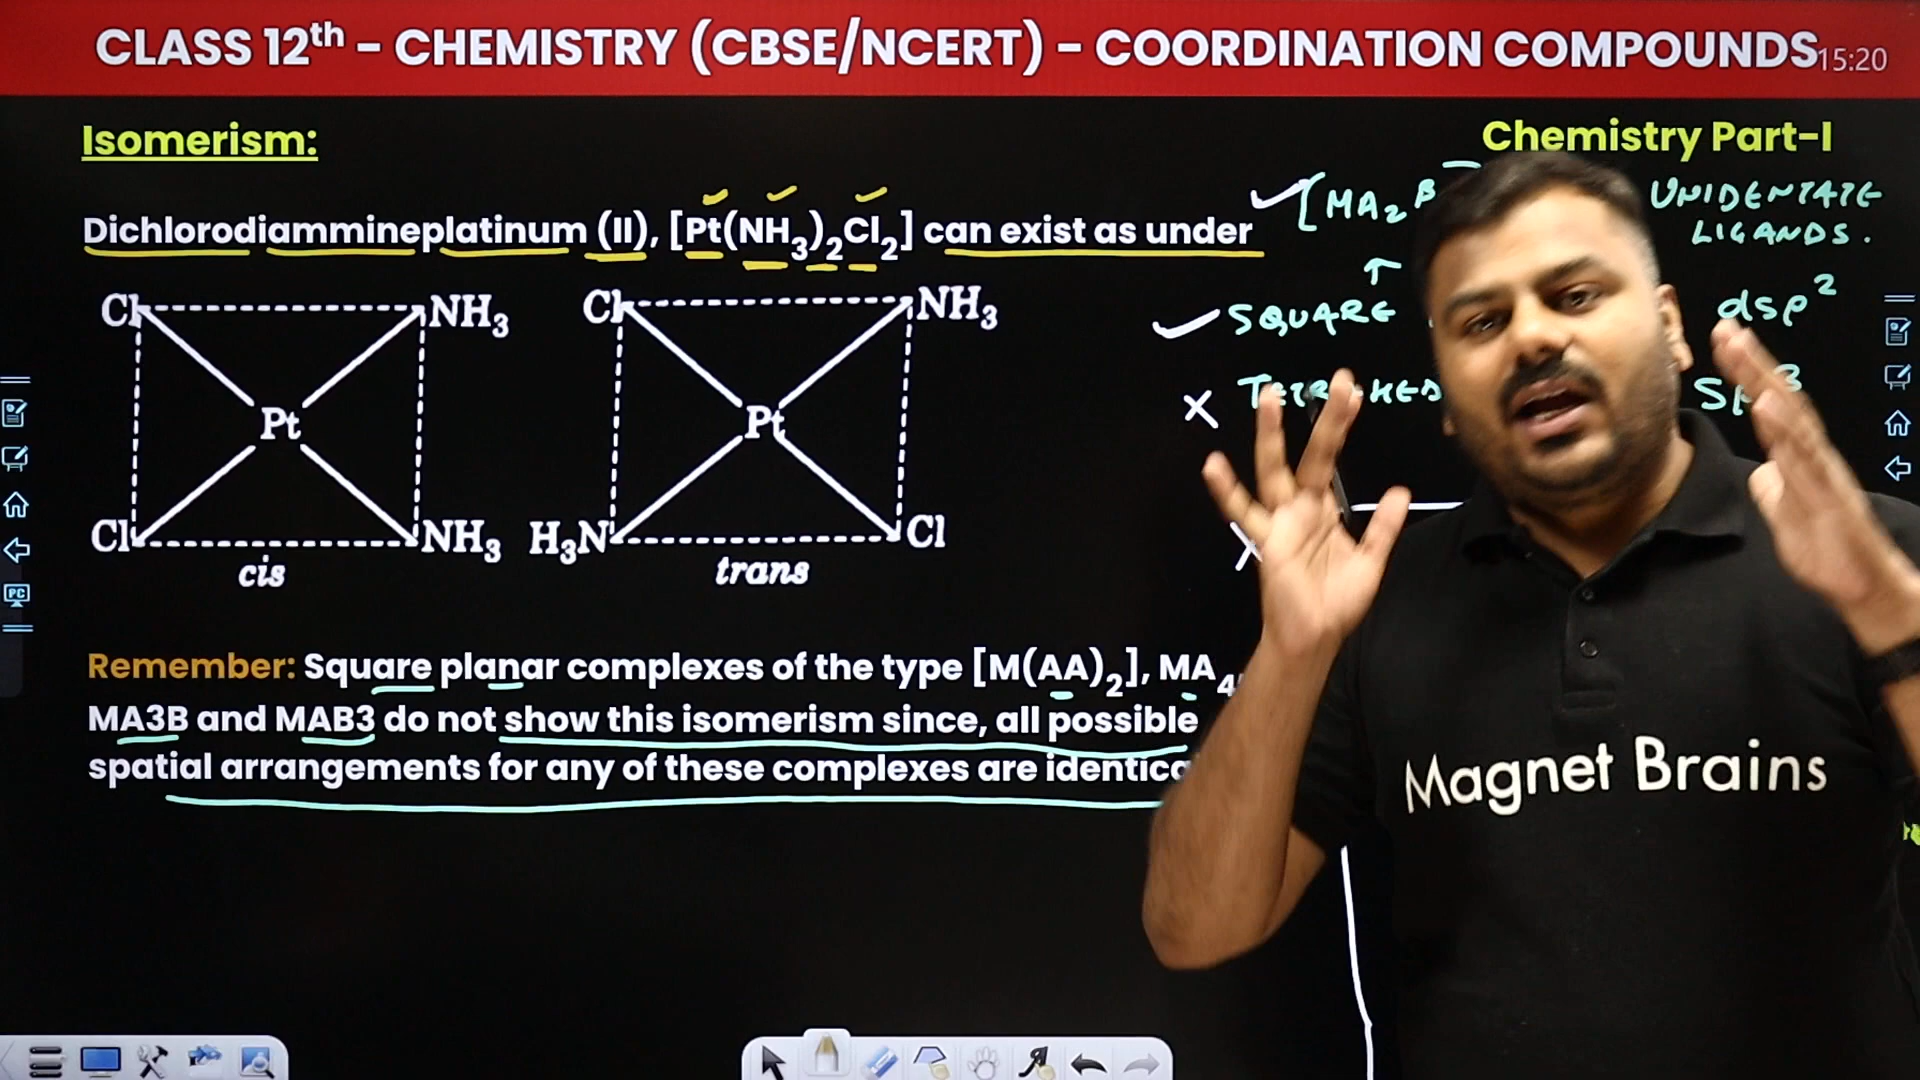 CLASS 12th - CHEMISTRY (CBSE/NCERT) - COORDINATION COMPOUNDS
15:20
Isomerism:
Chemistry Part-I
Dichlorodiammineplatinum (II), [Pt(NH3)2Cl2] can exist as under
[MA2B
UNIDENTATE
LIGANDS.
SQUARE
dsp2
Cl NH3 Cl NH3
Pt Pt
Cl NH3 H3N Cl
cis trans
Remember: Square planar complexes of the type [M(AA)2], MA4
MA3B and MAB3 do not show this isomerism since, all possible
spatial arrangements for any of these complexes are
Magnet Brains
PC